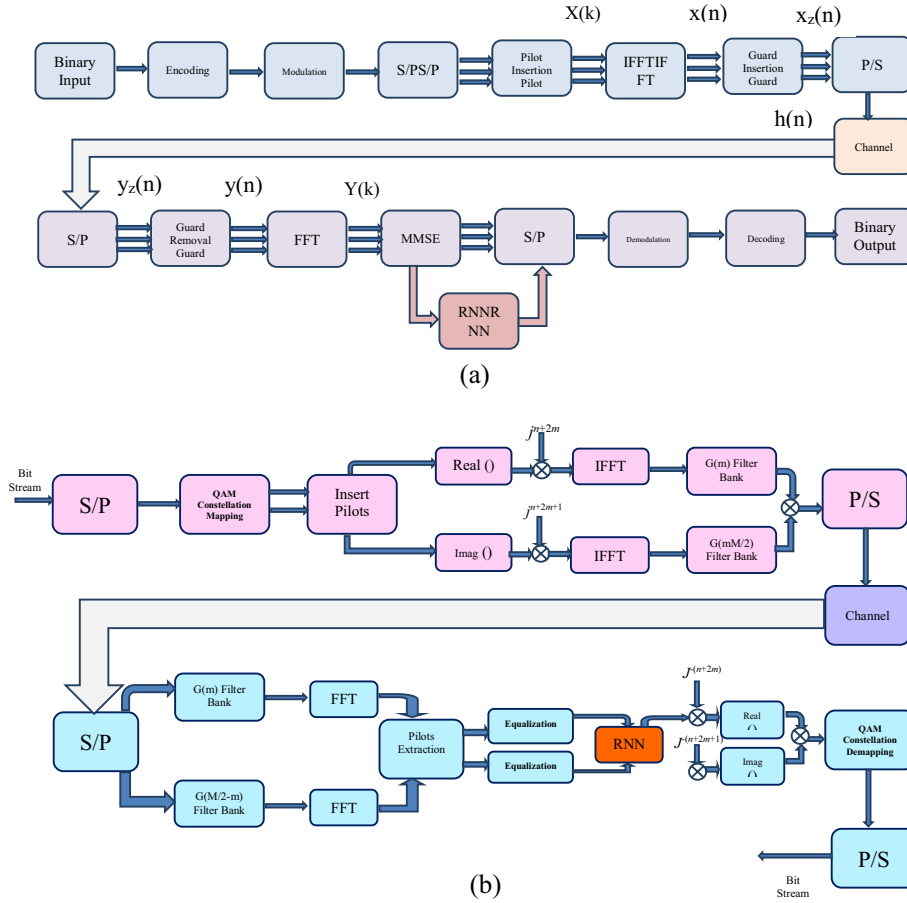 X(k)
x(n)
xz(n)
Binary
Input
Encoding
Modulation
S/PS/P
Pilot
Insertion
Pilot
IFFTIF
FT
Guard
Insertion
Guard
P/S
h(n)
Channel
yz(n)
y(n)
Y(k)
S/P
Guard
Removal
Guard
FFT
MMSE
S/P
Demodulation
Decoding
Binary
Output
RNNR
NN
(a)
Bit
Stream
S/P
QAM
Constellation
Mapping
Insert
Pilots
Real ()
j^{n+2m}
IFFT
G(m) Filter
Bank
P/S
Imag ()
j^{n+2m+1}
IFFT
G(mM/2)
Filter Bank
Channel
S/P
G(m) Filter
Bank
FFT
Pilots
Extraction
Equalization
Equalization
RNN
J^{-(n+2m)}
Real
()
J^{-(n+2m+1)}
Imag
()
QAM
Constellation
Demapping
G(M/2-m)
Filter Bank
FFT
P/S
Bit
Stream
(b)